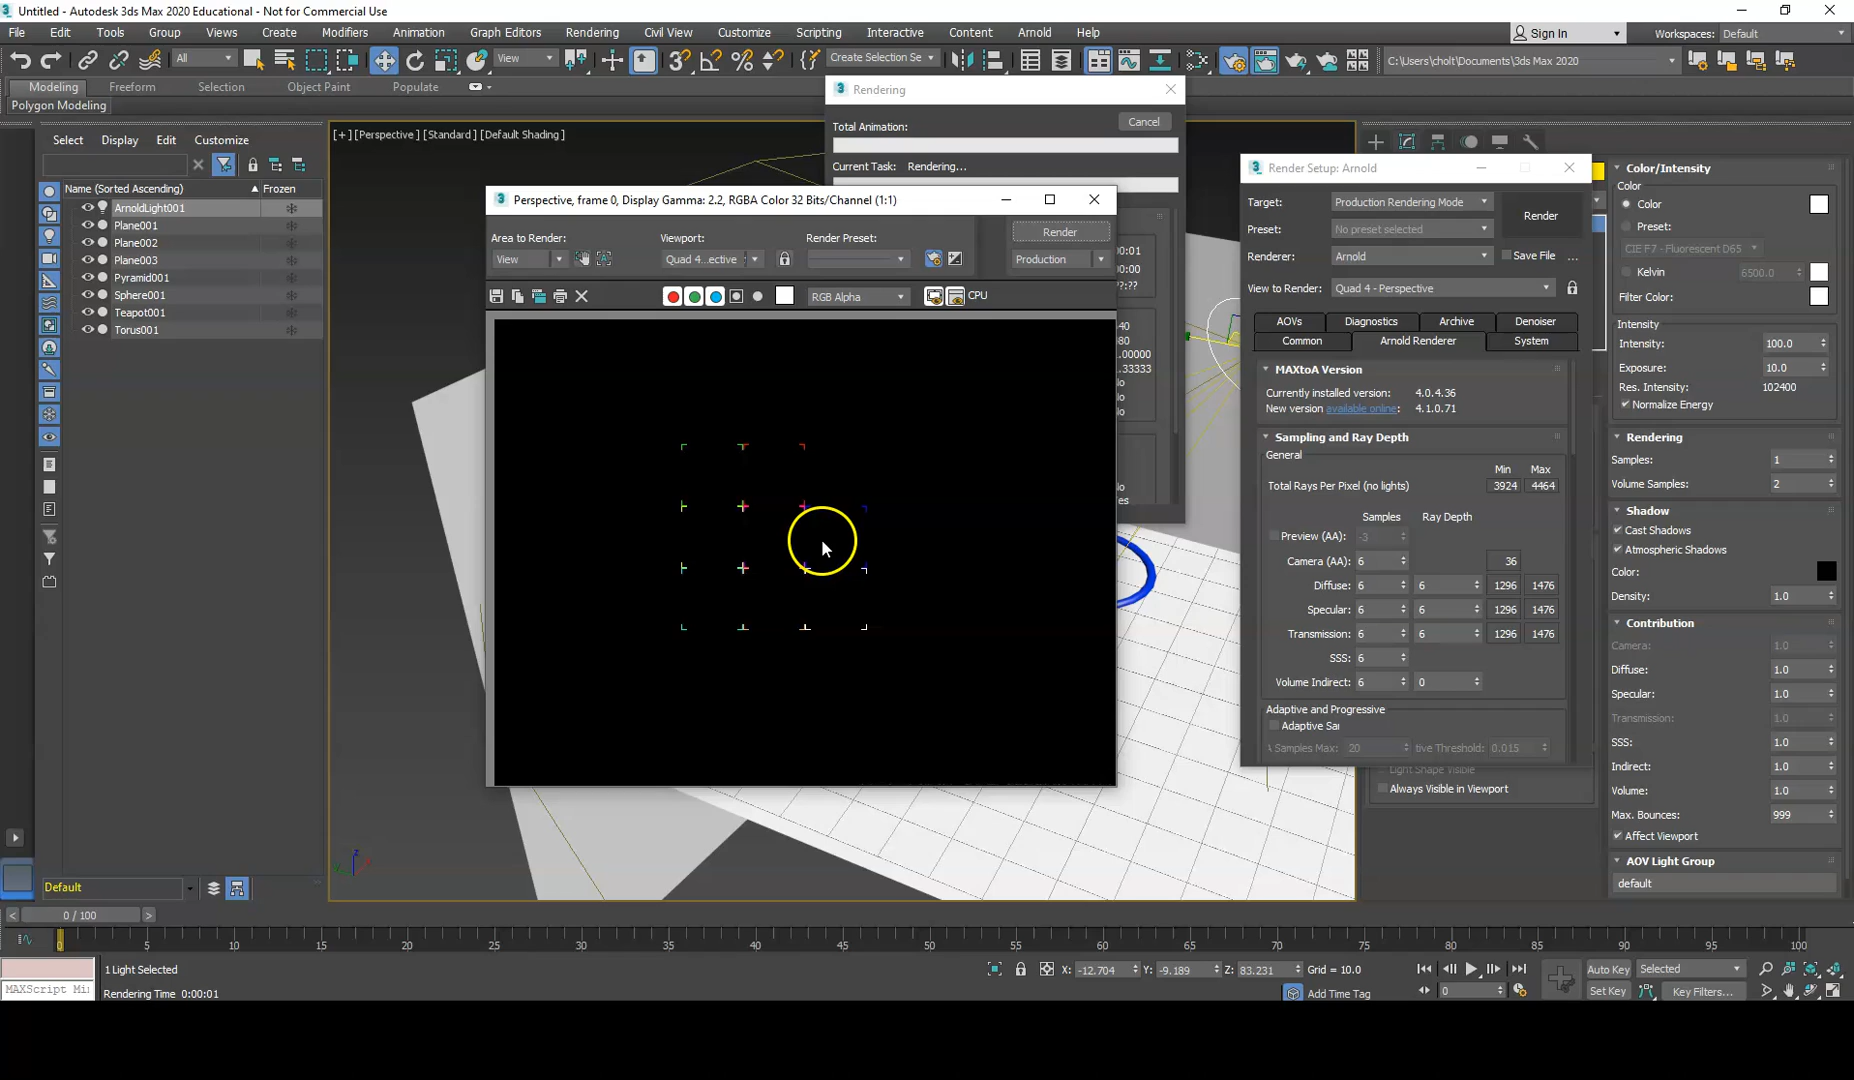 Untitled - Autodesk 3ds Max 2020 Educational - Not for Commercial Use
File Edit Tools Group Views Create Modifiers Animation Graph Editors Rendering Civil View Customize Scripting Interactive Content Arnold Help
Sign In
Workspaces: Default
All
View
Create Selection Se
C:\Users\cholt\Documents\3ds Max 2020
Modeling Freeform Selection Object Paint Populate
Polygon Modeling
Select Display Edit Customize
Name (Sorted Ascending) Frozen
ArnoldLight001
Plane001
Plane002
Plane003
Pyramid001
Sphere001
Teapot001
Torus001
Default
[+] [Perspective] [Standard] [Default Shading]
Rendering
Cancel
Total Animation:
Current Task: Rendering...
00:01
00:00
??:??
40
80
.00000
.33333
No
No
No
es
Perspective, frame 0, Display Gamma: 2.2, RGBA Color 32 Bits/Channel (1:1)
Area to Render: Viewport: Render Preset:
Render
View
Quad 4...ective
Production
RGB Alpha
CPU
Render Setup: Arnold
Target: Production Rendering Mode
Render
Preset: No preset selected
Renderer: Arnold
Save File ...
View to Render: Quad 4 - Perspective
AOVs Diagnostics Archive Denoiser
Common Arnold Renderer System
MAXtoA Version
Currently installed version: 4.0.4.36
New version available online: 4.1.0.71
Sampling and Ray Depth
General
Min Max
Total Rays Per Pixel (no lights) 3924 4464
Samples Ray Depth
Preview (AA): -3
Camera (AA): 6 36
Diffuse: 6 6 1296 1476
Specular: 6 6 1296 1476
Transmission: 6 6 1296 1476
SSS: 6
Volume Indirect: 6 0
Adaptive and Progressive
Adaptive Sar
A Samples Max: 20 tive Threshold: 0.015
Light Shape Visible
Always Visible in Viewport
Color/Intensity
Color
Color
Preset:
CIE F7 - Fluorescent D65
Kelvin 6500.0
Filter Color:
Intensity
Intensity: 100.0
Exposure: 10.0
Res. Intensity: 102400
Normalize Energy
Rendering
Samples: 1
Volume Samples: 2
Shadow
Cast Shadows
Atmospheric Shadows
Color:
Density: 1.0
Contribution
Camera: 1.0
Diffuse: 1.0
Specular: 1.0
Transmission: 1.0
SSS: 1.0
Indirect: 1.0
Volume: 1.0
Max. Bounces: 999
Affect Viewport
AOV Light Group
default
< 0 / 100 >
0 5 10 15 20 25 30 35 40 45 50 55 60 65 70 75 80 85 90 95 100
1 Light Selected
X: -12.704 Y: -9.189 Z: 83.231 Grid = 10.0
Auto Key Selected
MAXScript Mi
Rendering Time 0:00:01
Add Time Tag
0
Set Key Key Filters...